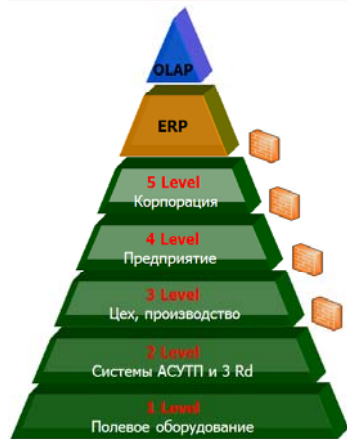 OLAP
ERP
5 Level
Корпорация
4 Level
Предприятие
3 Level
Цех, производство
2 Level
Системы АСУТП и 3 Rd
1 Level
Полевое оборудование